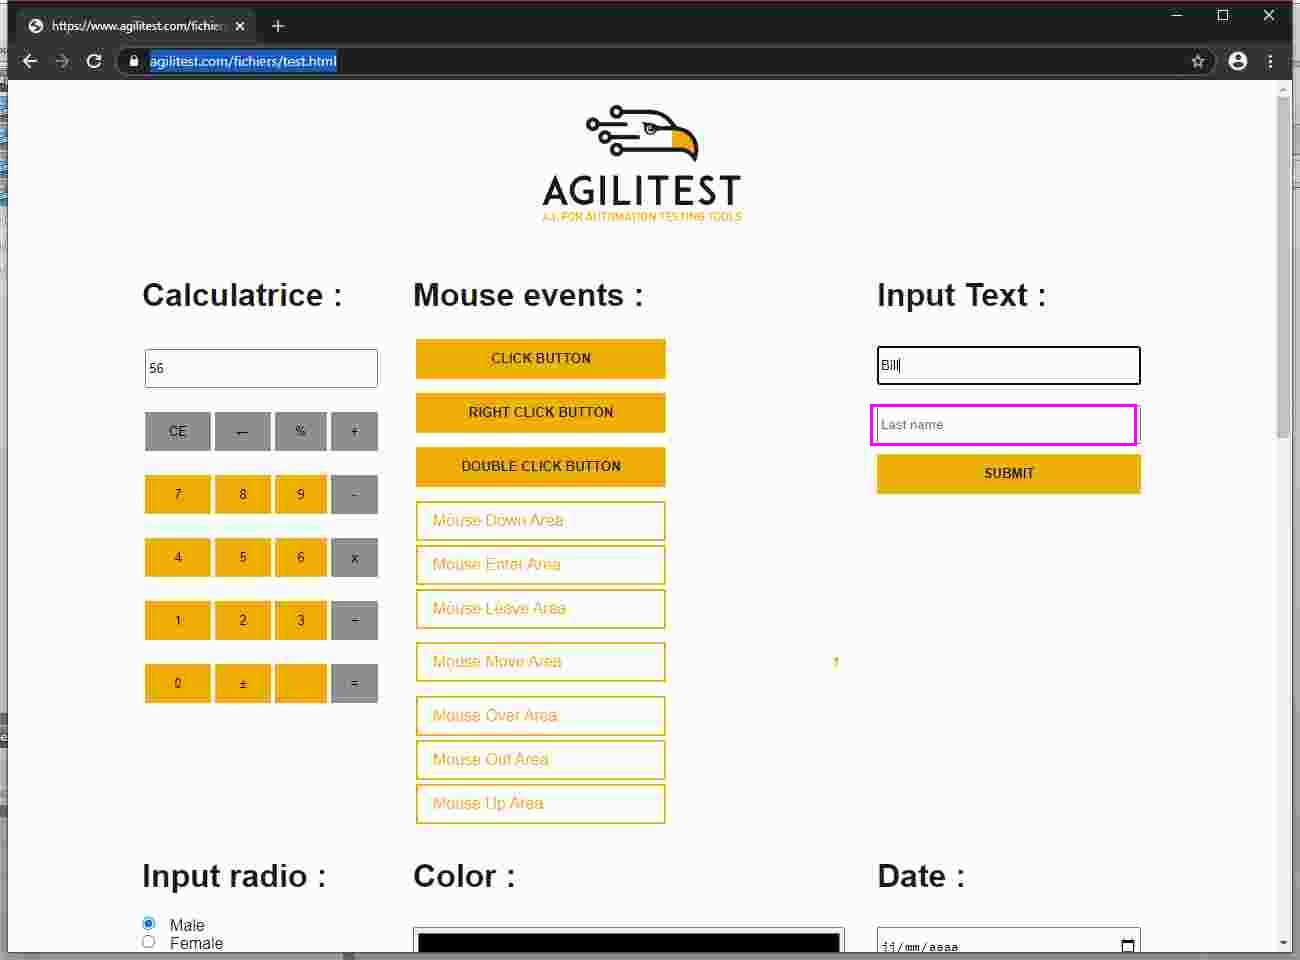 https://www.agilitest.com/fichiers
agilitest.com/fichiers/test.html
AGILITEST
A.I. FOR AUTOMATION TESTING TOOLS
Calculatrice :
56
CE ← % +
7 8 9 -
4 5 6 x
1 2 3 ÷
0 ± =
Mouse events :
CLICK BUTTON
RIGHT CLICK BUTTON
DOUBLE CLICK BUTTON
Mouse Down Area
Mouse Enter Area
Mouse Leave Area
Mouse Move Area
1
Mouse Over Area
Mouse Out Area
Mouse Up Area
Input Text :
Bill
Last name
SUBMIT
Input radio :
Male
Female
Color :
Date :
jj/mm/aaaa